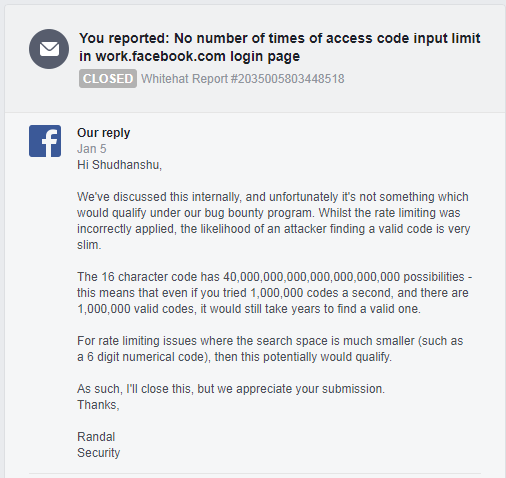 You reported: No number of times of access code input limit
in work.facebook.com login page
CLOSED Whitehat Report #2035005803448518
Our reply
Jan 5
Hi Shudhanshu,
We've discussed this internally, and unfortunately it's not something which
would qualify under our bug bounty program. Whilst the rate limiting was
incorrectly applied, the likelihood of an attacker finding a valid code is very
slim.
The 16 character code has 40,000,000,000,000,000,000,000 possibilities -
this means that even if you tried 1,000,000 codes a second, and there are
1,000,000 valid codes, it would still take years to find a valid one.
For rate limiting issues where the search space is much smaller (such as
a 6 digit numerical code), then this potentially would qualify.
As such, I'll close this, but we appreciate your submission.
Thanks,
Randal
Security